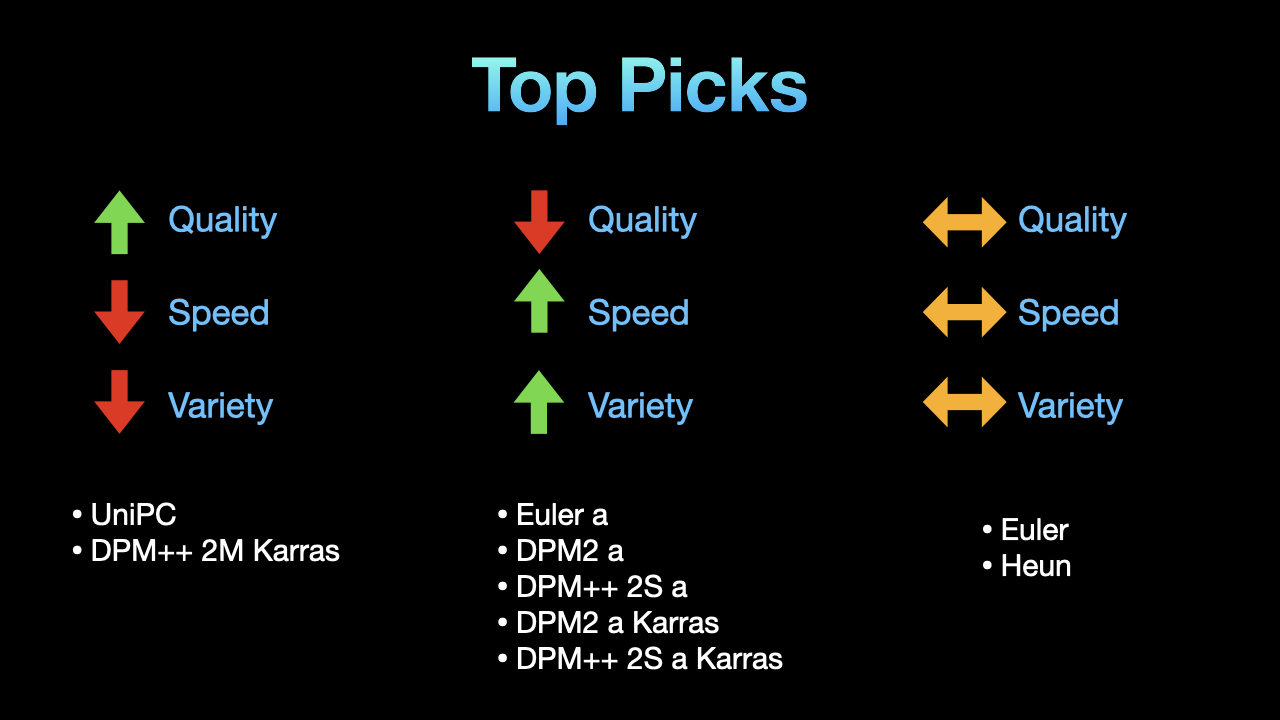 Top Picks
Quality
Speed
Variety
• UniPC
• DPM++ 2M Karras
Quality
Speed
Variety
• Euler a
• DPM2 a
• DPM++ 2S a
• DPM2 a Karras
• DPM++ 2S a Karras
Quality
Speed
Variety
• Euler
• Heun